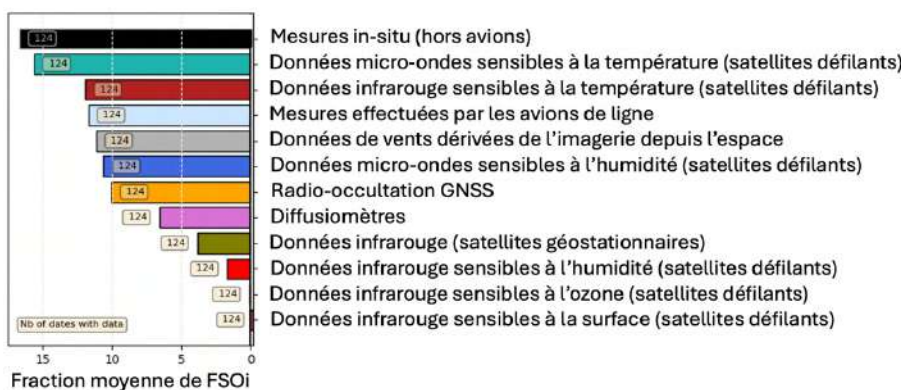 124 Mesures in-situ (hors avions)
124 Données micro-ondes sensibles à la température (satellites défilants)
124 Données infrarouge sensibles à la température (satellites défilants)
124 Mesures effectuées par les avions de ligne
124 Données de vents dérivées de l'imagerie depuis l'espace
124 Données micro-ondes sensibles à l'humidité (satellites défilants)
124 Radio-occultation GNSS
124 Diffusiomètres
124 Données infrarouge (satellites géostationnaires)
124 Données infrarouge sensibles à l'humidité (satellites défilants)
124 Données infrarouge sensibles à l'ozone (satellites défilants)
Nb of dates with data 124 Données infrarouge sensibles à la surface (satellites défilants)
15 10 5 0
Fraction moyenne de FSOi